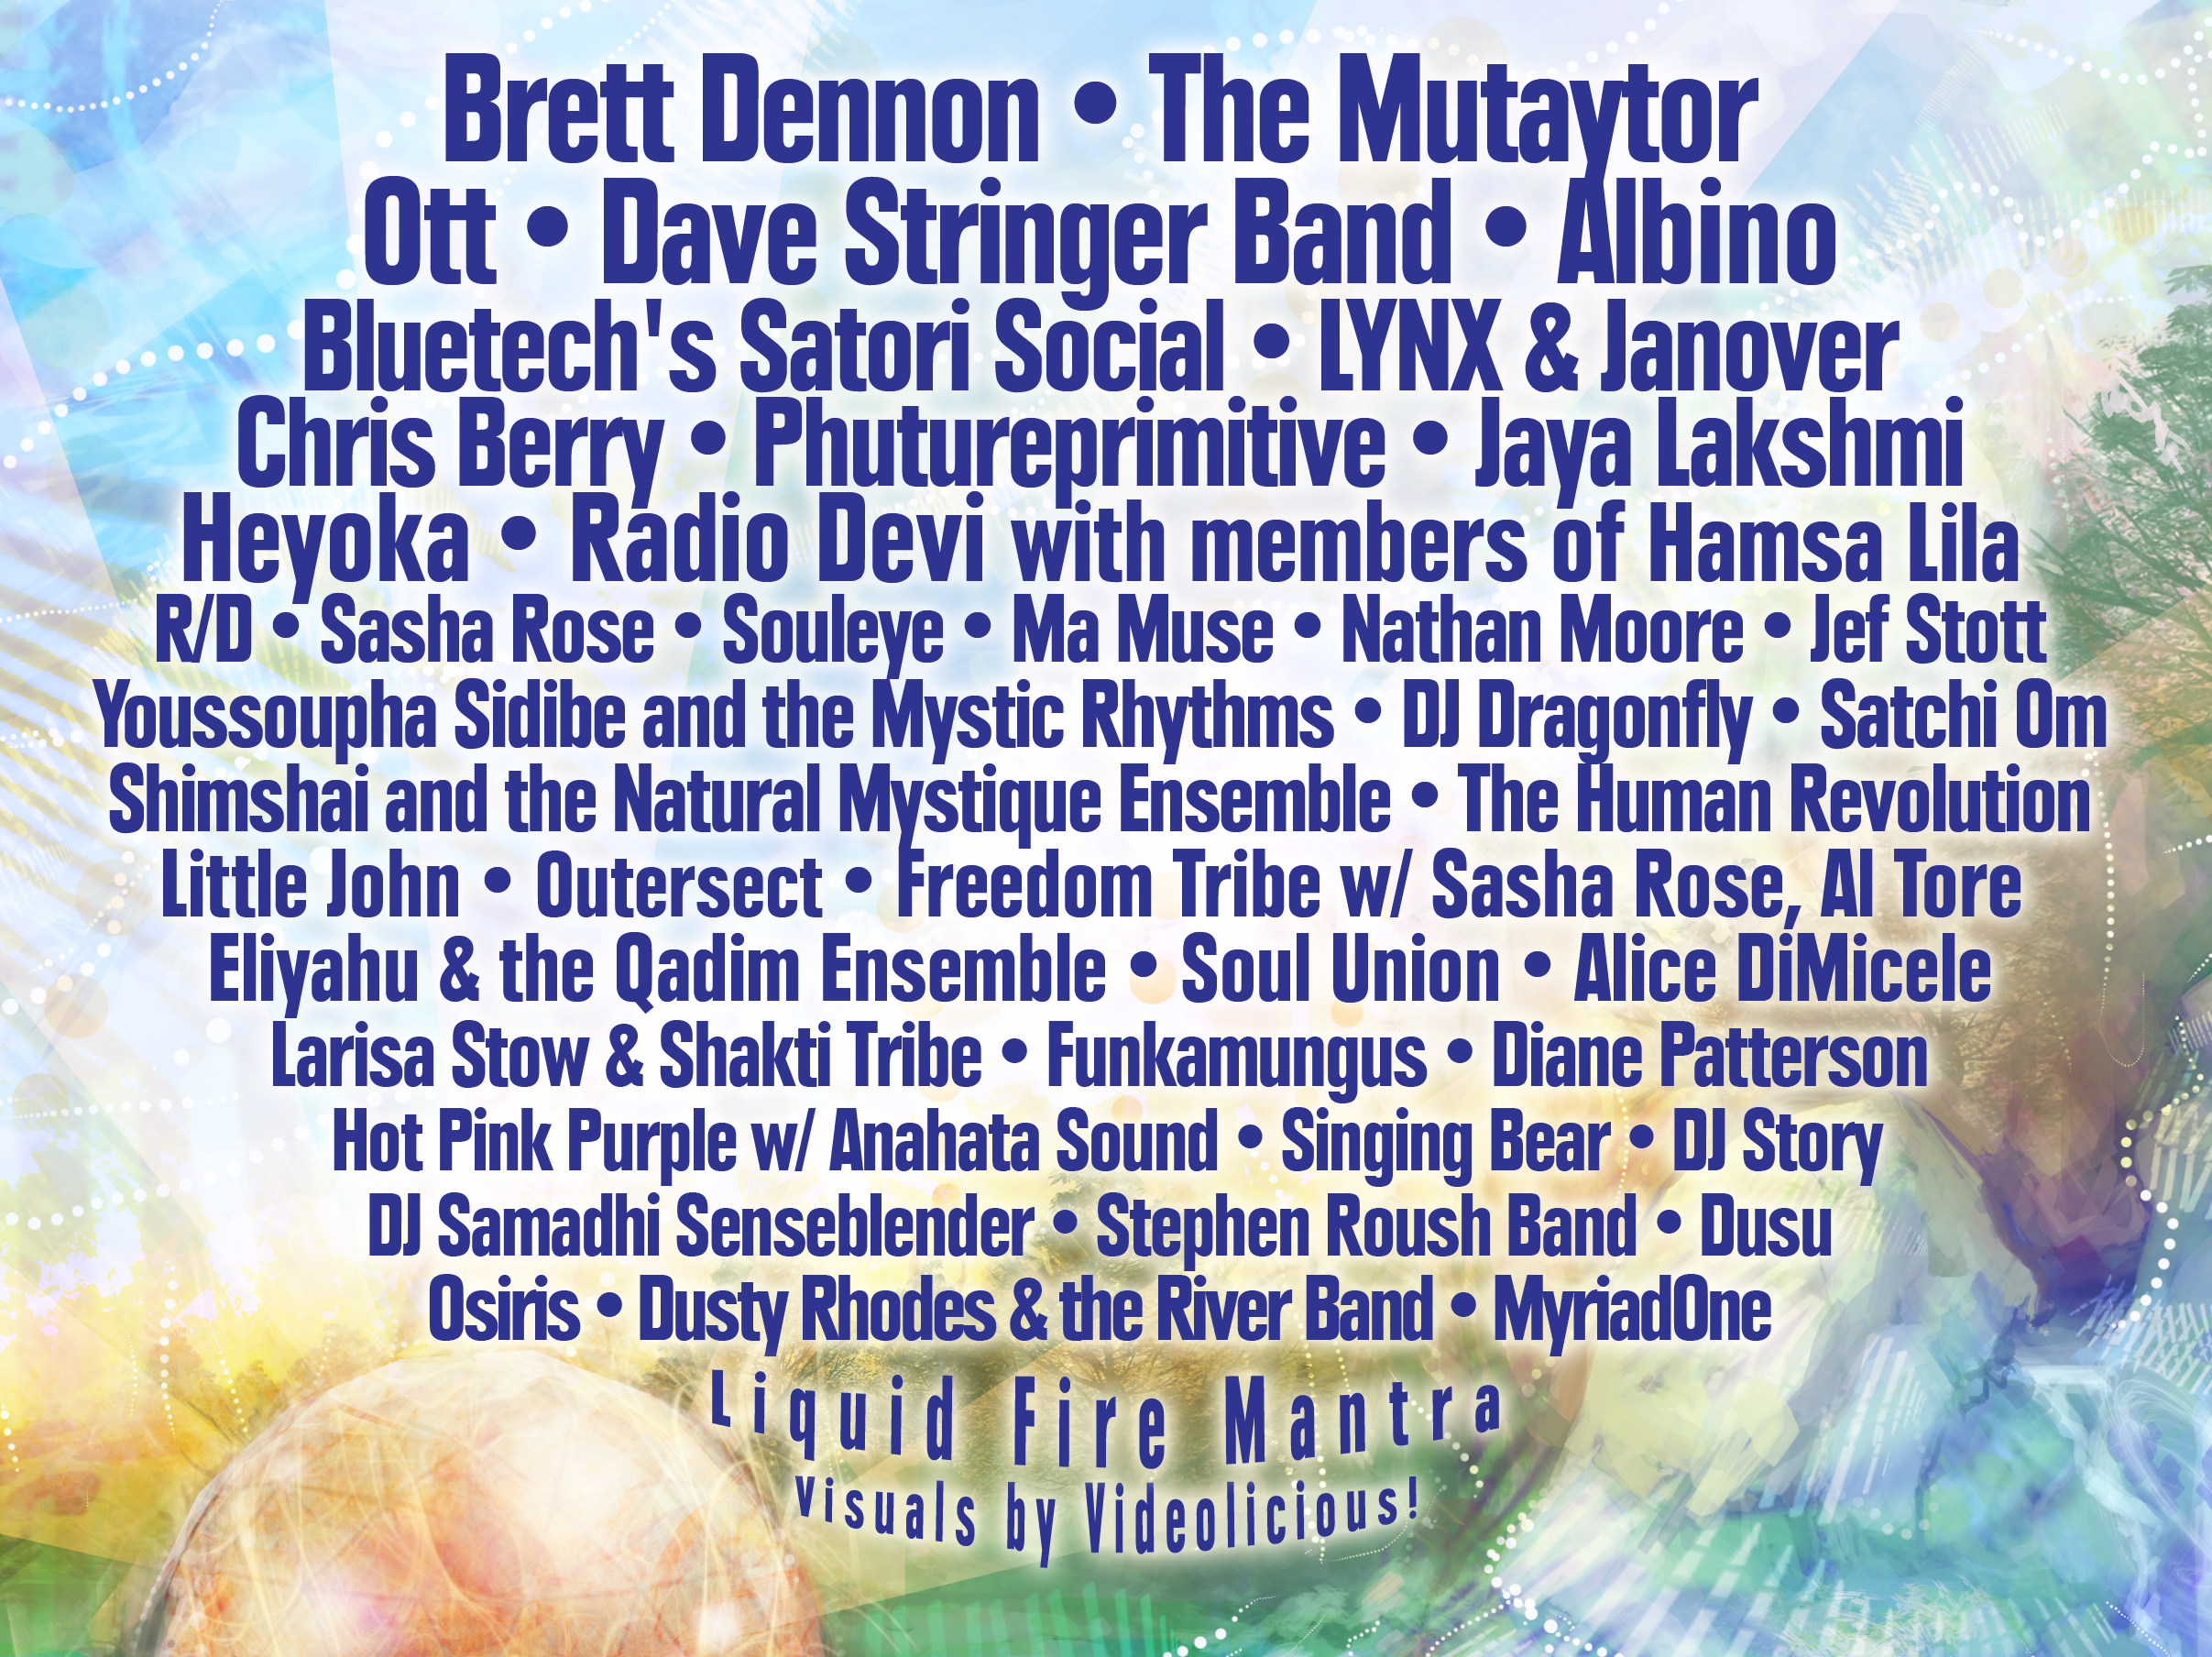 Brett Dennon • The Mutaytor
Ott • Dave Stringer Band • Albino
Bluetech's Satori Social • LYNX & Janover
Chris Berry • Phutureprimitive • Jaya Lakshmi
Heyoka • Radio Devi with members of Hamsa Lila
R/D • Sasha Rose • Souleye • Ma Muse • Nathan Moore • Jef Stott
Youssoupha Sidibe and the Mystic Rhythms • DJ Dragonfly • Satchi Om
Shimshai and the Natural Mystique Ensemble • The Human Revolution
Little John • Outersect • Freedom Tribe w/ Sasha Rose, Al Tore
Eliyahu & the Qadim Ensemble • Soul Union • Alice DiMicele
Larisa Stow & Shakti Tribe • Funkamungus • Diane Patterson
Hot Pink Purple w/ Anahata Sound • Singing Bear • DJ Story
DJ Samadhi Senseblender • Stephen Roush Band • Dusu
Osiris • Dusty Rhodes & the River Band • MyriadOne
Liquid Fire Mantra
Visuals by Videolicious!